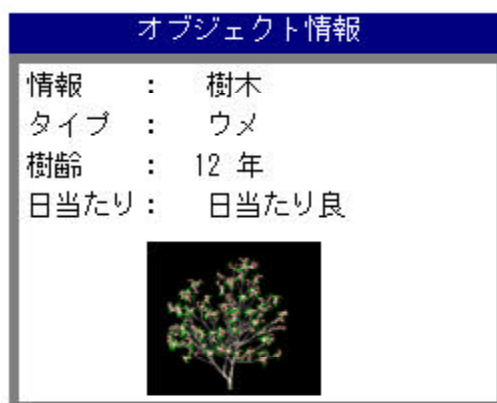 オブジェクト情報
情報 : 樹木
タイプ : ウメ
樹齢 : 12 年
日当たり : 日当たり良